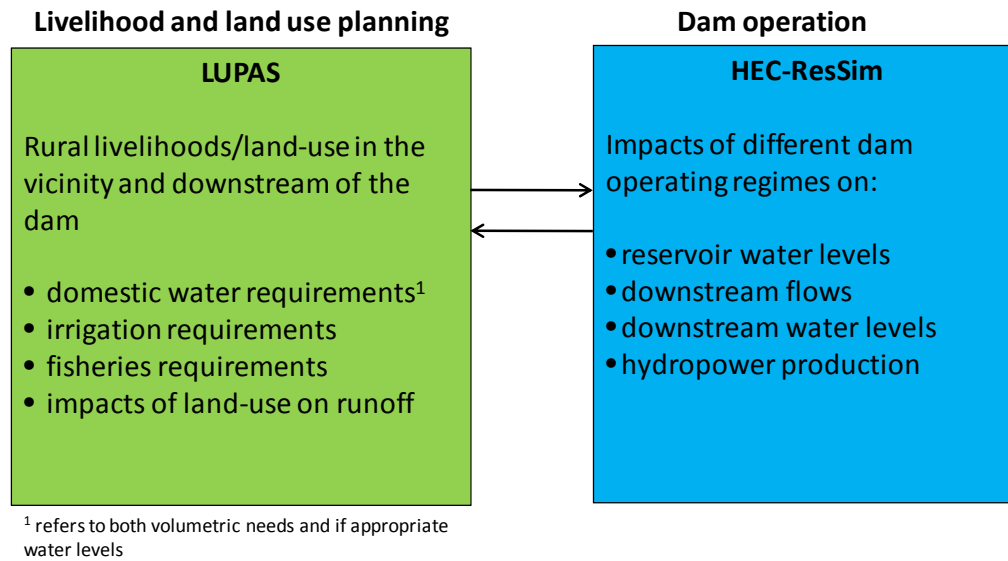 Livelihood and land use planning
LUPAS
Rural livelihoods/land-use in the
vicinity and downstream of the
dam
• domestic water requirements¹
• irrigation requirements
• fisheries requirements
• impacts of land-use on runoff
¹ refers to both volumetric needs and if appropriate
water levels
Dam operation
HEC-ResSim
Impacts of different dam
operating regimes on:
• reservoir water levels
• downstream flows
• downstream water levels
• hydropower production